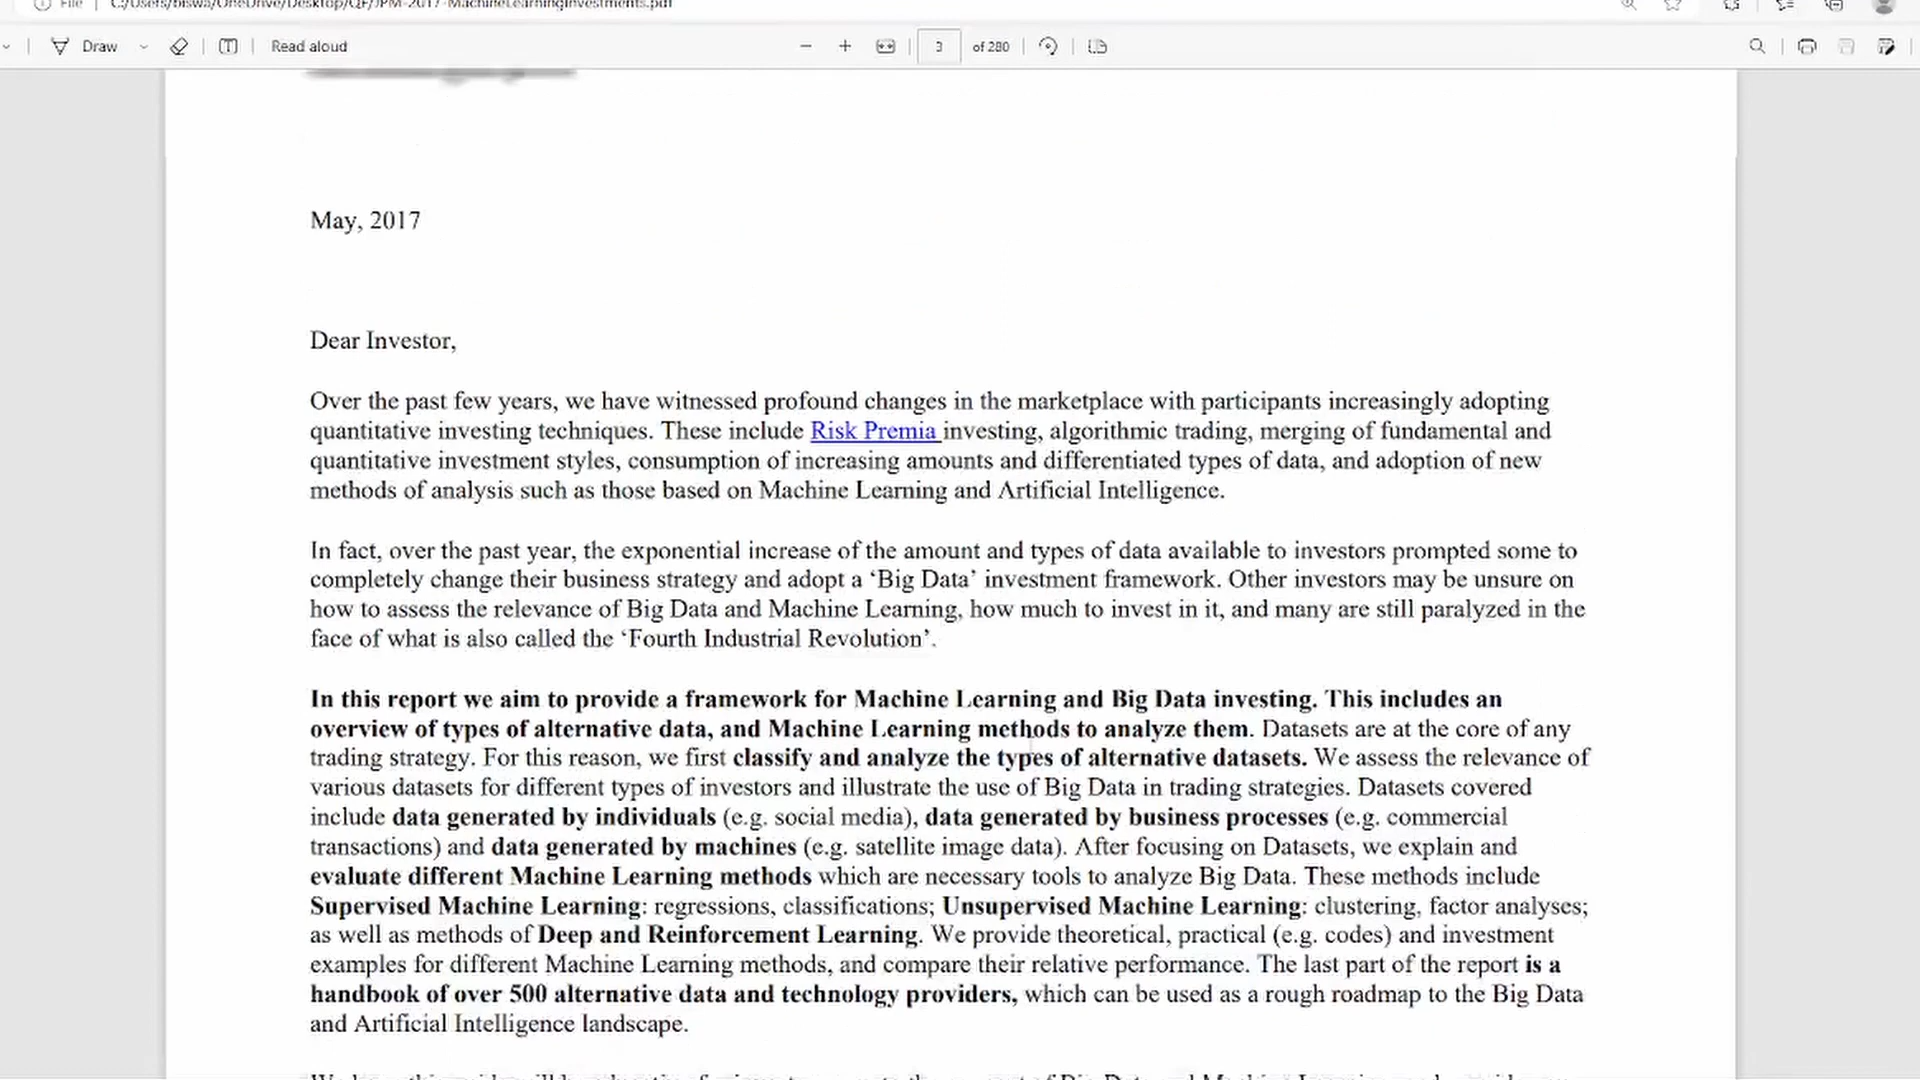 File C:/Users/biswa/OneDrive/Desktop/QF/JPM-2017-MachineLearningInvestments.pdf
Draw Read aloud 3 of 280
May, 2017
Dear Investor,
Over the past few years, we have witnessed profound changes in the marketplace with participants increasingly adopting
quantitative investing techniques. These include Risk Premia investing, algorithmic trading, merging of fundamental and
quantitative investment styles, consumption of increasing amounts and differentiated types of data, and adoption of new
methods of analysis such as those based on Machine Learning and Artificial Intelligence.
In fact, over the past year, the exponential increase of the amount and types of data available to investors prompted some to
completely change their business strategy and adopt a ‘Big Data’ investment framework. Other investors may be unsure on
how to assess the relevance of Big Data and Machine Learning, how much to invest in it, and many are still paralyzed in the
face of what is also called the ‘Fourth Industrial Revolution’.
In this report we aim to provide a framework for Machine Learning and Big Data investing. This includes an
overview of types of alternative data, and Machine Learning methods to analyze them. Datasets are at the core of any
trading strategy. For this reason, we first classify and analyze the types of alternative datasets. We assess the relevance of
various datasets for different types of investors and illustrate the use of Big Data in trading strategies. Datasets covered
include data generated by individuals (e.g. social media), data generated by business processes (e.g. commercial
transactions) and data generated by machines (e.g. satellite image data). After focusing on Datasets, we explain and
evaluate different Machine Learning methods which are necessary tools to analyze Big Data. These methods include
Supervised Machine Learning: regressions, classifications; Unsupervised Machine Learning: clustering, factor analyses;
as well as methods of Deep and Reinforcement Learning. We provide theoretical, practical (e.g. codes) and investment
examples for different Machine Learning methods, and compare their relative performance. The last part of the report is a
handbook of over 500 alternative data and technology providers, which can be used as a rough roadmap to the Big Data
and Artificial Intelligence landscape.